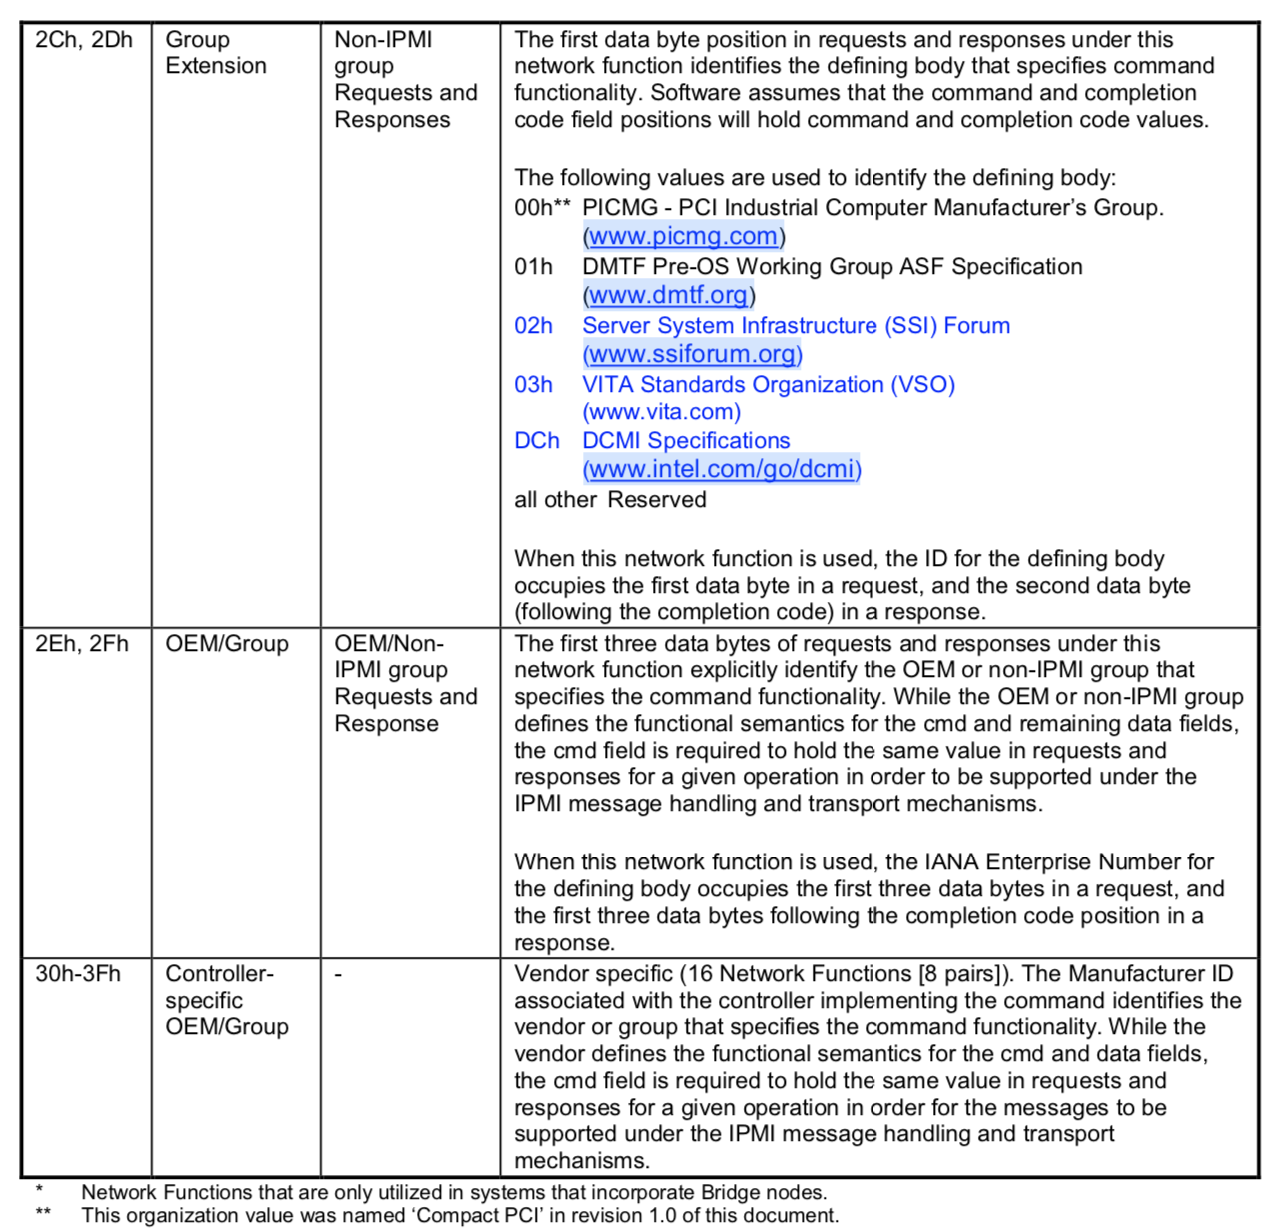 2Ch, 2Dh
Group
Extension
Non-IPMI
group
Requests and
Responses
The first data byte position in requests and responses under this
network function identifies the defining body that specifies command
functionality. Software assumes that the command and completion
code field positions will hold command and completion code values.
The following values are used to identify the defining body:
00h** PICMG - PCI Industrial Computer Manufacturer’s Group.
(www.picmg.com)
01h DMTF Pre-OS Working Group ASF Specification
(www.dmtf.org)
02h Server System Infrastructure (SSI) Forum
(www.ssiforum.org)
03h VITA Standards Organization (VSO)
(www.vita.com)
DCh DCMI Specifications
(www.intel.com/go/dcmi)
all other Reserved
When this network function is used, the ID for the defining body
occupies the first data byte in a request, and the second data byte
(following the completion code) in a response.
2Eh, 2Fh
OEM/Group
OEM/Non-
IPMI group
Requests and
Response
The first three data bytes of requests and responses under this
network function explicitly identify the OEM or non-IPMI group that
specifies the command functionality. While the OEM or non-IPMI group
defines the functional semantics for the cmd and remaining data fields,
the cmd field is required to hold the same value in requests and
responses for a given operation in order to be supported under the
IPMI message handling and transport mechanisms.
When this network function is used, the IANA Enterprise Number for
the defining body occupies the first three data bytes in a request, and
the first three data bytes following the completion code position in a
response.
30h-3Fh
Controller-
specific
OEM/Group
-
Vendor specific (16 Network Functions [8 pairs]). The Manufacturer ID
associated with the controller implementing the command identifies the
vendor or group that specifies the command functionality. While the
vendor defines the functional semantics for the cmd and data fields,
the cmd field is required to hold the same value in requests and
responses for a given operation in order for the messages to be
supported under the IPMI message handling and transport
mechanisms.
* Network Functions that are only utilized in systems that incorporate Bridge nodes.
** This organization value was named ‘Compact PCI’ in revision 1.0 of this document.